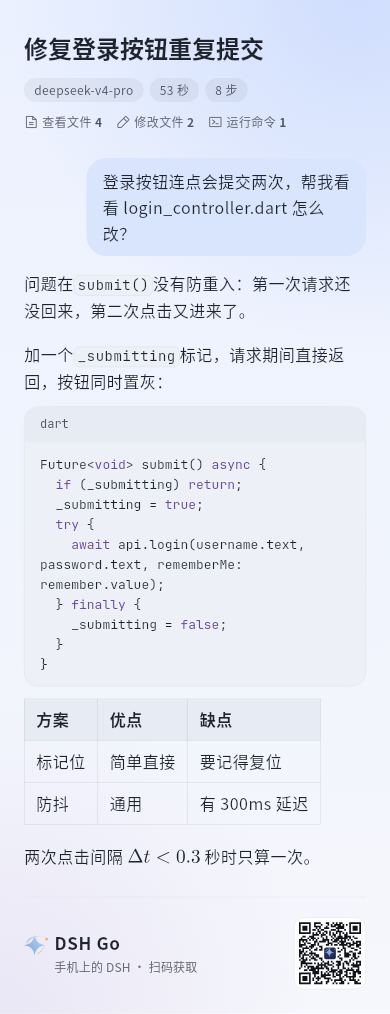 修复登录按钮重复提交
deepseek-v4-pro 53 秒 8 步
查看文件 4 修改文件 2 运行命令 1
登录按钮连点会提交两次，帮我看
看 login_controller.dart 怎么
改？
问题在 submit() 没有防重入：第一次请求还
没回来，第二次点击又进来了。
加一个 _submitting 标记，请求期间直接返
回，按钮同时置灰：
dart
Future<void> submit() async {
  if (_submitting) return;
  _submitting = true;
  try {
    await api.login(username.text,
password.text, rememberMe:
remember.value);
  } finally {
    _submitting = false;
  }
}
方案 优点 缺点
标记位 简单直接 要记得复位
防抖 通用 有 300ms 延迟
两次点击间隔 Δt < 0.3 秒时只算一次。
DSH Go
手机上的 DSH · 扫码获取